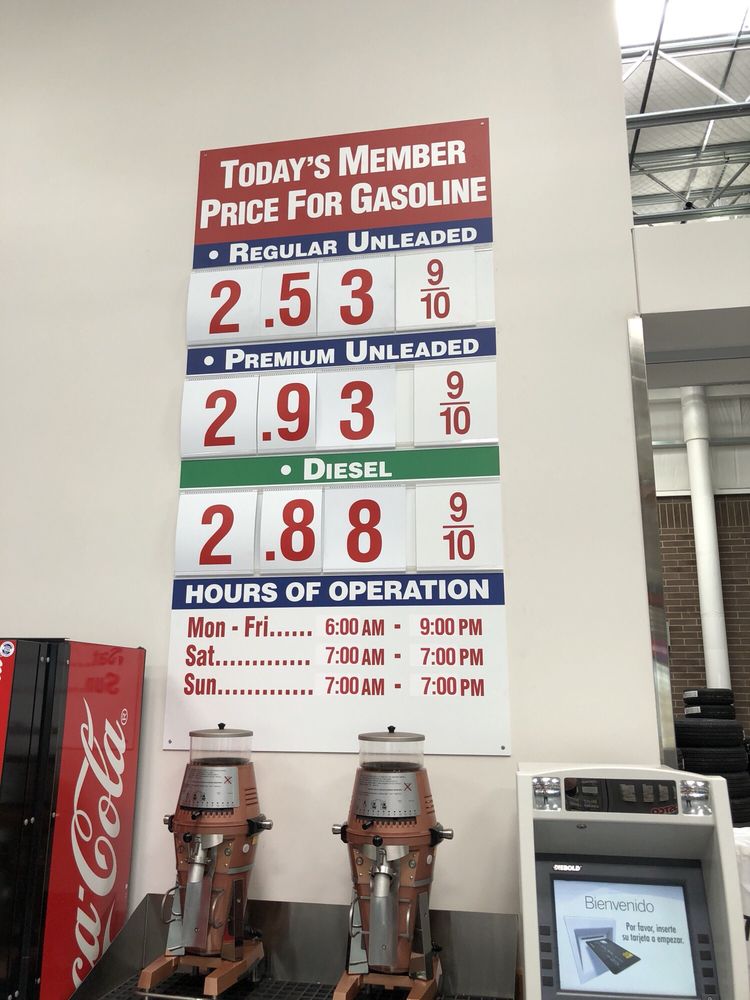 TODAY'S MEMBER
PRICE FOR GASOLINE
• REGULAR UNLEADED
2.53 9/10
• PREMIUM UNLEADED
2.93 9/10
• DIESEL
2.88 9/10
HOURS OF OPERATION
Mon - Fri...... 6:00 AM - 9:00 PM
Sat............. 7:00 AM - 7:00 PM
Sun............. 7:00 AM - 7:00 PM
Coca-Cola®
DIEBOLD
Bienvenido
Por favor, inserte
su tarjeta a empezar.